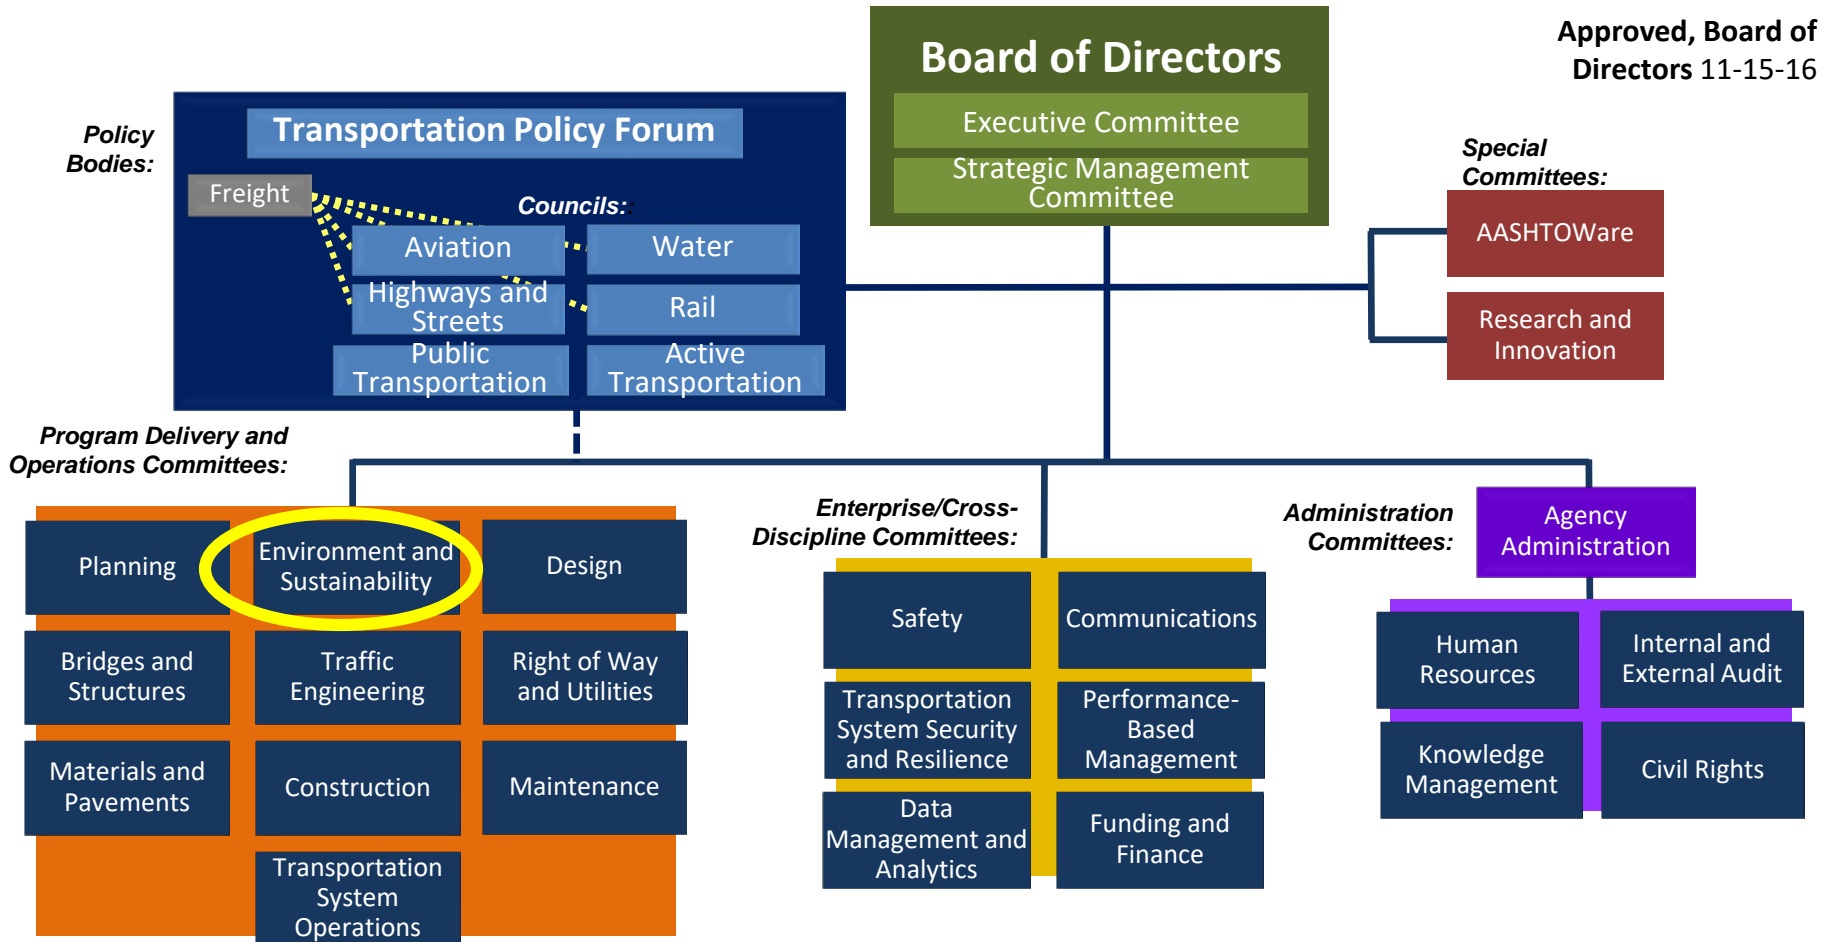 Board of Directors
Executive Committee
Strategic Management
Committee
Approved, Board of
Directors 11-15-16
Policy
Bodies:
Transportation Policy Forum
Freight
Councils:
Aviation
Water
Highways and
Streets
Rail
Public
Transportation
Active
Transportation
Special
Committees:
AASHTOWare
Research and
Innovation
Program Delivery and
Operations Committees:
Planning
Environment and
Sustainability
Design
Bridges and
Structures
Traffic
Engineering
Right of Way
and Utilities
Materials and
Pavements
Construction
Maintenance
Transportation
System
Operations
Enterprise/Cross-
Discipline Committees:
Safety
Communications
Transportation
System Security
and Resilience
Performance-
Based
Management
Data
Management and
Analytics
Funding and
Finance
Administration
Committees:
Agency
Administration
Human
Resources
Internal and
External Audit
Knowledge
Management
Civil Rights